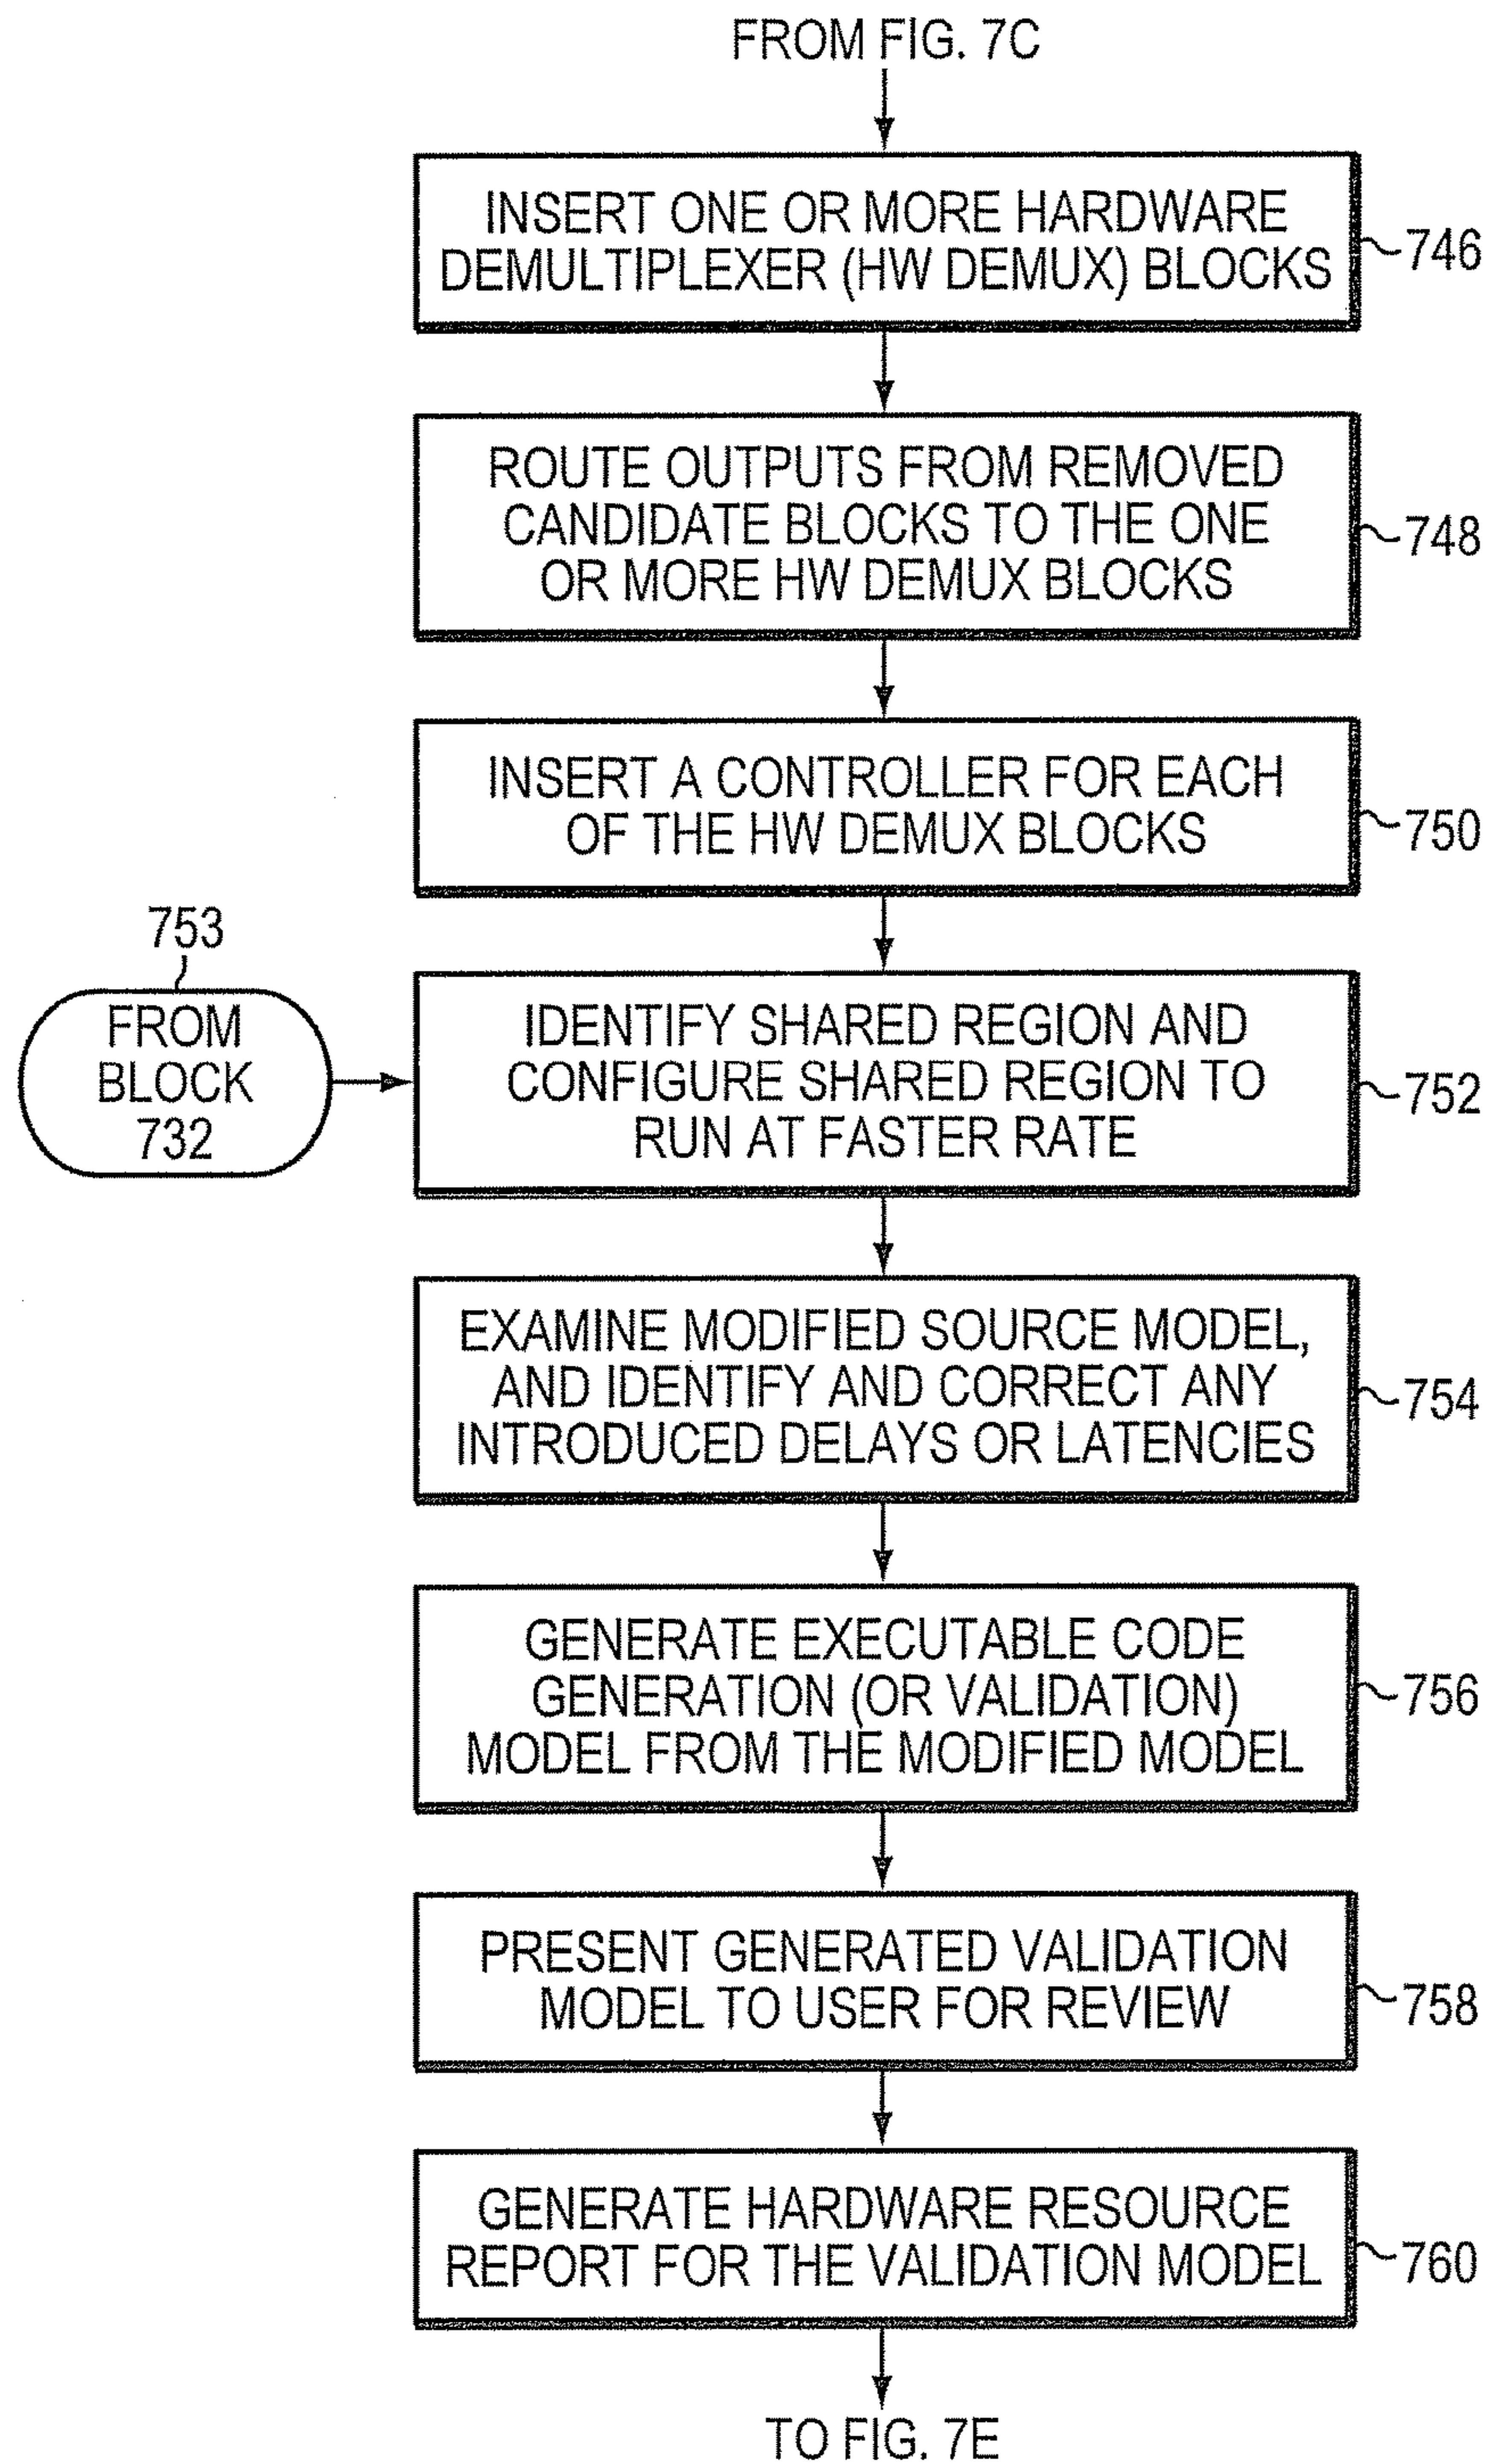 FROM FIG. 7C
INSERT ONE OR MORE HARDWARE
DEMULTIPLEXER (HW DEMUX) BLOCKS
746
ROUTE OUTPUTS FROM REMOVED
CANDIDATE BLOCKS TO THE ONE
OR MORE HW DEMUX BLOCKS
748
INSERT A CONTROLLER FOR EACH
OF THE HW DEMUX BLOCKS
750
753
FROM
BLOCK
732
IDENTIFY SHARED REGION AND
CONFIGURE SHARED REGION TO
RUN AT FASTER RATE
752
EXAMINE MODIFIED SOURCE MODEL,
AND IDENTIFY AND CORRECT ANY
INTRODUCED DELAYS OR LATENCIES
754
GENERATE EXECUTABLE CODE
GENERATION (OR VALIDATION)
MODEL FROM THE MODIFIED MODEL
756
PRESENT GENERATED VALIDATION
MODEL TO USER FOR REVIEW
758
GENERATE HARDWARE RESOURCE
REPORT FOR THE VALIDATION MODEL
760
TO FIG. 7E